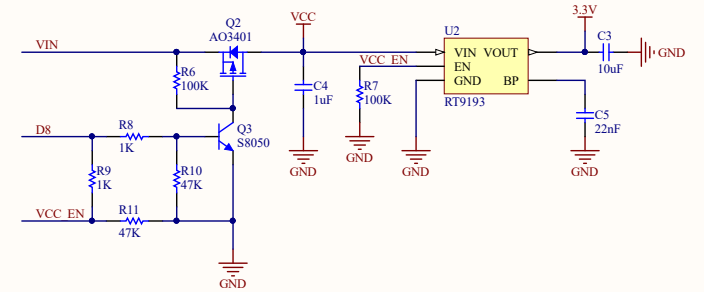 Q2
AO3401
VCC
3.3V
VIN
R6
100K
C4
1uF
VCC_EN
R7
100K
U2
VIN VOUT
EN
GND BP
RT9193
C3
10uF
GND
C5
22nF
D8
R8
1K
Q3
S8050
R9
1K
R10
47K
VCC_EN
R11
47K
GND
GND
GND
GND
GND